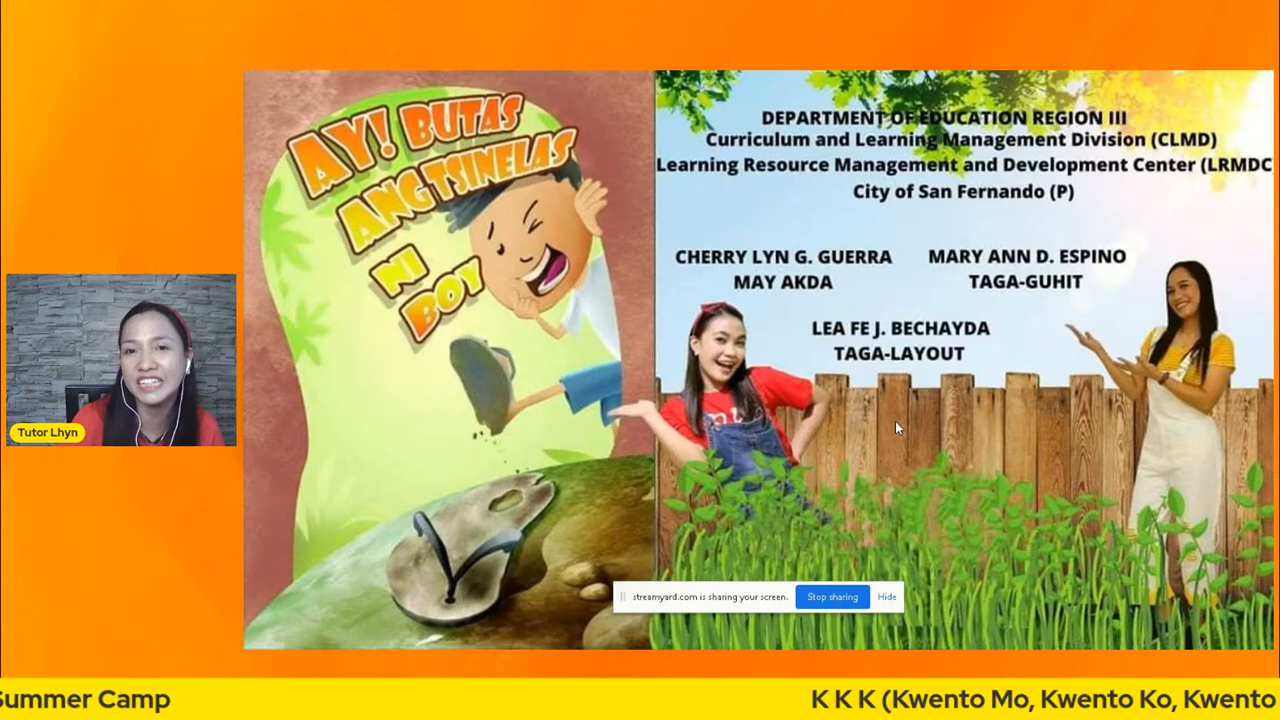 AY! BUTAS
ANG TSINELAS
NI
BOY
DEPARTMENT OF EDUCATION REGION III
Curriculum and Learning Management Division (CLMD)
Learning Resource Management and Development Center (LRMDC
City of San Fernando (P)
CHERRY LYN G. GUERRA
MAY AKDA
MARY ANN D. ESPINO
TAGA-GUHIT
LEA FE J. BECHAYDA
TAGA-LAYOUT
Tutor Lhyn
streamyard.com is sharing your screen.
Stop sharing
Hide
Summer Camp
K K K (Kwento Mo, Kwento Ko, Kwento